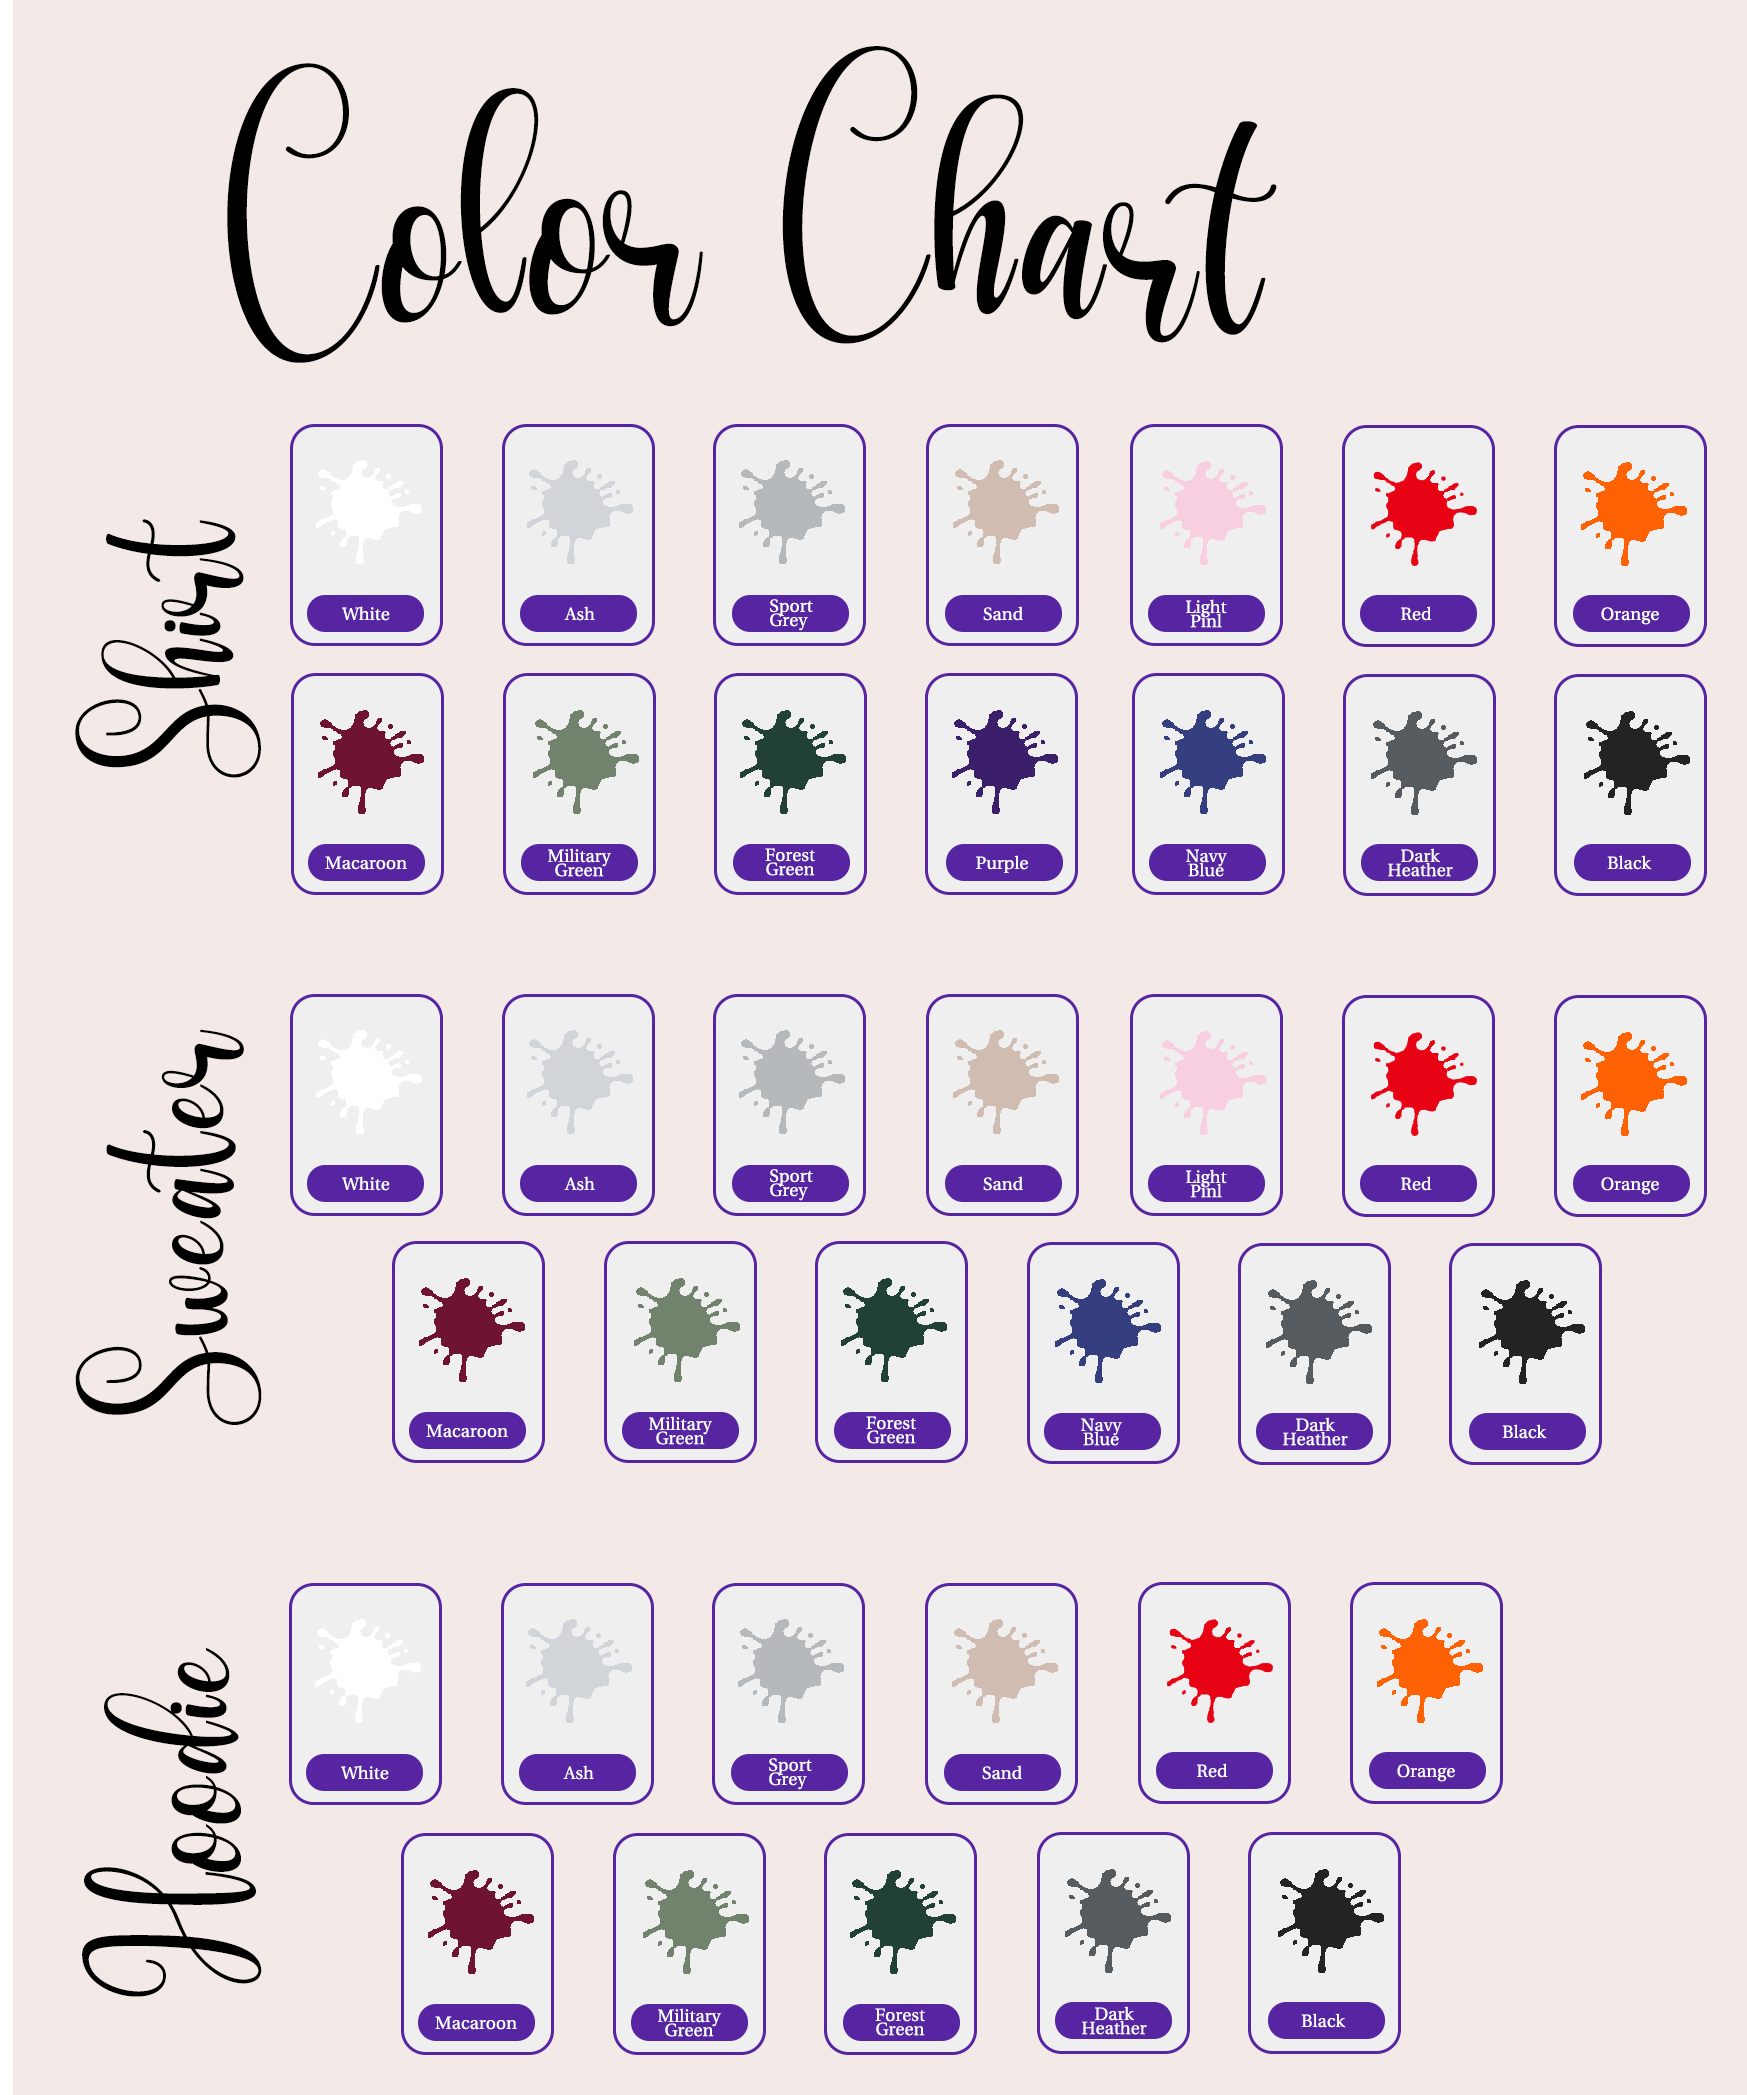 Color Chart
Shirt
White
Ash
Sport
Grey
Sand
Light
Pinl
Red
Orange
Macaroon
Military
Green
Forest
Green
Purple
Navy
Blue
Dark
Heather
Black
Sweater
White
Ash
Sport
Grey
Sand
Light
Pinl
Red
Orange
Macaroon
Military
Green
Forest
Green
Navy
Blue
Dark
Heather
Black
Hoodie
White
Ash
Sport
Grey
Sand
Red
Orange
Macaroon
Military
Green
Forest
Green
Dark
Heather
Black